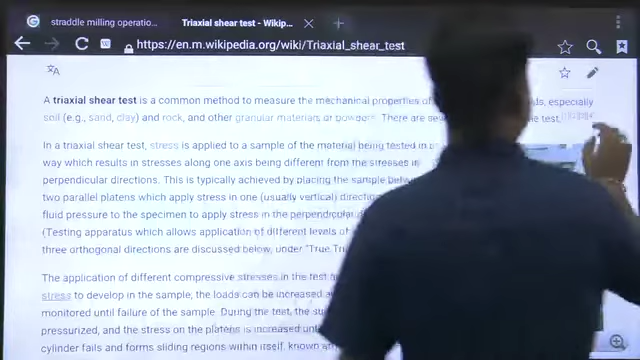 straddle milling operatio...
Triaxial shear test - Wikip...
https://en.m.wikipedia.org/wiki/Triaxial_shear_test
A triaxial shear test is a common method to measure the mechanical properties of especially
soil (e.g., sand, clay) and rock, and other granular materials or powders. There are test.
In a triaxial shear test, stress is applied to a sample of the material being tested in
way which results in stresses along one axis being different from the stresses in
perpendicular directions. This is typically achieved by placing the sample
two parallel platens which apply stress in one (usually vertical)
fluid pressure to the specimen to apply stress in the perpendicular
(Testing apparatus which allows application of different levels of
three orthogonal directions are discussed below, under "True
The application of different compressive stresses in the test
stress to develop in the sample; the loads can be increased
monitored until failure of the sample. During the test, the
pressurized, and the stress on the platens is increased
cylinder fails and forms sliding regions within itself, known